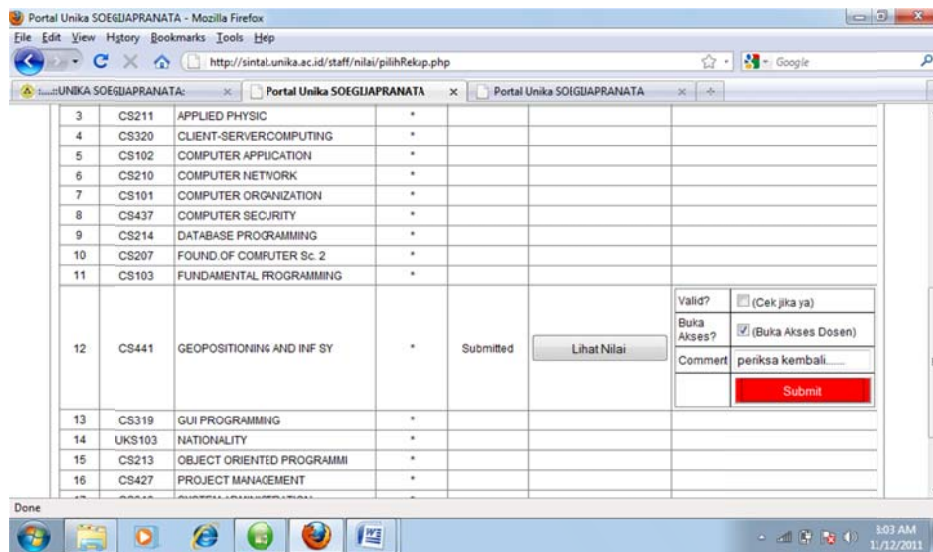 Portal Unika SOEGIJAPRANATA - Mozilla Firefox
File Edit View History Bookmarks Tools Help
http://sintal.unika.ac.id/staff/nilai/pilihRekap.php
Google
:....::UNIKA SOEGIJAPRANATA: Portal Unika SOEGIJAPRANATA Portal Unika SOEGIJAPRANATA
3 CS211 APPLIED PHYSIC *
4 CS320 CLIENT-SERVERCOMPUTING *
5 CS102 COMPUTER APPLICATION *
6 CS210 COMPUTER NETWORK *
7 CS101 COMPUTER ORGANIZATION *
8 CS437 COMPUTER SECURITY *
9 CS214 DATABASE PROGRAMMING *
10 CS207 FOUND.OF COMPUTER Sc. 2 *
11 CS103 FUNDAMENTAL PROGRAMMING *
12 CS441 GEOPOSITIONING AND INF SY * Submitted Lihat Nilai
Valid? (Cek jika ya)
Buka Akses? (Buka Akses Dosen)
Comment periksa kembali......
Submit
13 CS319 GUI PROGRAMMING *
14 UKS103 NATIONALITY *
15 CS213 OBJECT ORIENTED PROGRAMMI *
16 CS427 PROJECT MANAGEMENT *
Done
3:03 AM
11/12/2011